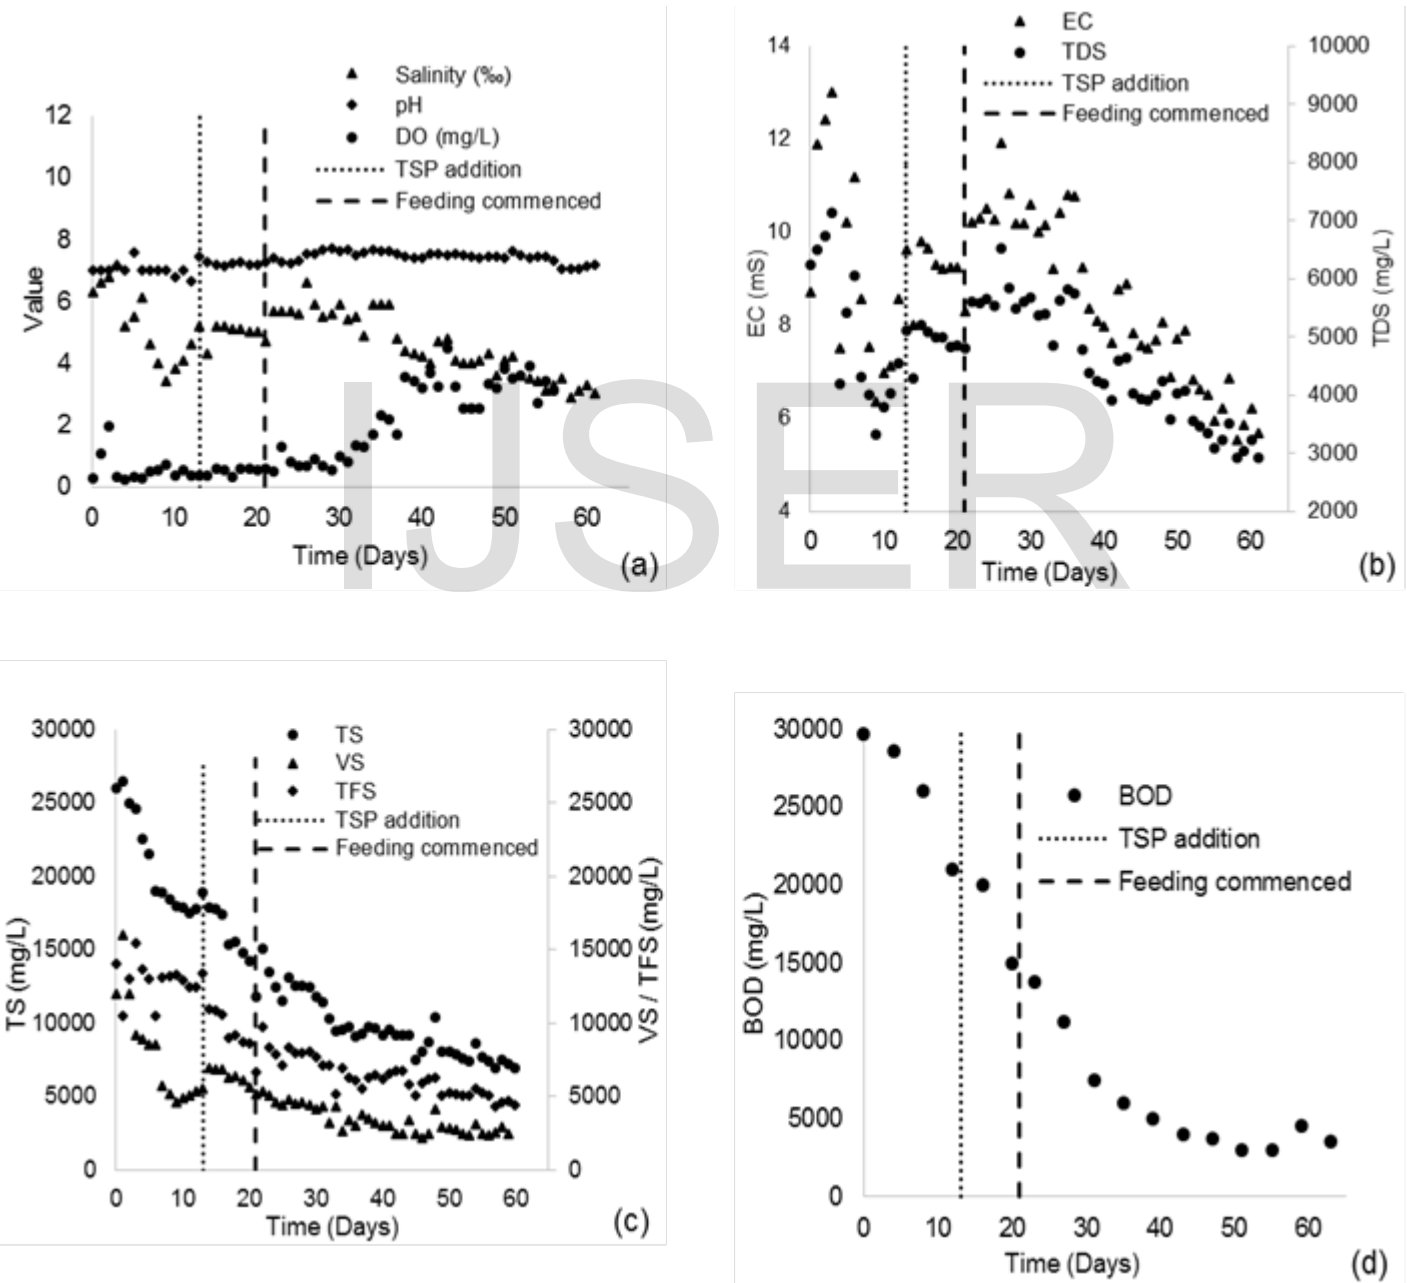 Salinity (‰)
pH
DO (mg/L)
TSP addition
Feeding commenced
12
10
8
6
4
2
0
Value
0 10 20 30 40 50 60
Time (Days)
(a)
EC
TDS
TSP addition
Feeding commenced
14
12
10
8
6
4
EC (mS)
10000
9000
8000
7000
6000
5000
4000
3000
2000
TDS (mg/L)
0 10 20 30 40 50 60
Time (Days)
(b)
IJSER
TS
VS
TFS
TSP addition
Feeding commenced
30000
25000
20000
15000
10000
5000
0
TS (mg/L)
30000
25000
20000
15000
10000
5000
0
VS / TFS (mg/L)
0 10 20 30 40 50 60
Time (Days)
(c)
BOD
TSP addition
Feeding commenced
30000
25000
20000
15000
10000
5000
0
BOD (mg/L)
0 10 20 30 40 50 60
Time (Days)
(d)